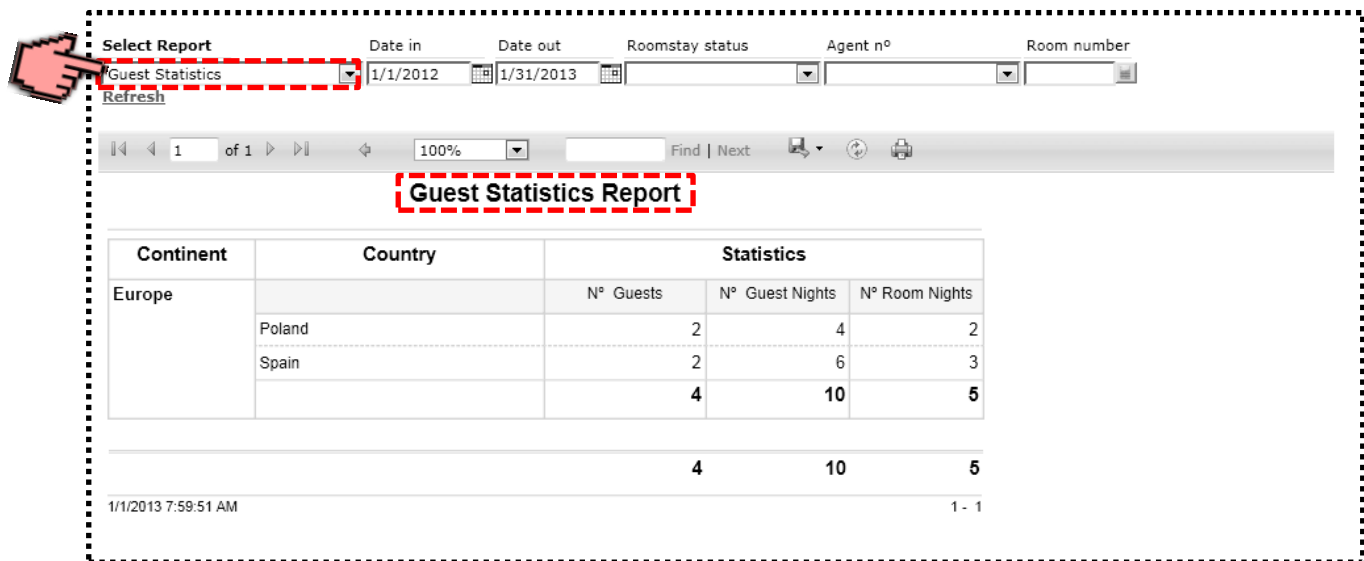 Select Report Date in Date out Roomstay status Agent nº Room number
Guest Statistics 1/1/2012 1/31/2013
Refresh
1 of 1 100% Find | Next
Guest Statistics Report
Continent Country Statistics
Europe Nº Guests Nº Guest Nights Nº Room Nights
Poland 2 4 2
Spain 2 6 3
4 10 5
4 10 5
1/1/2013 7:59:51 AM 1 - 1